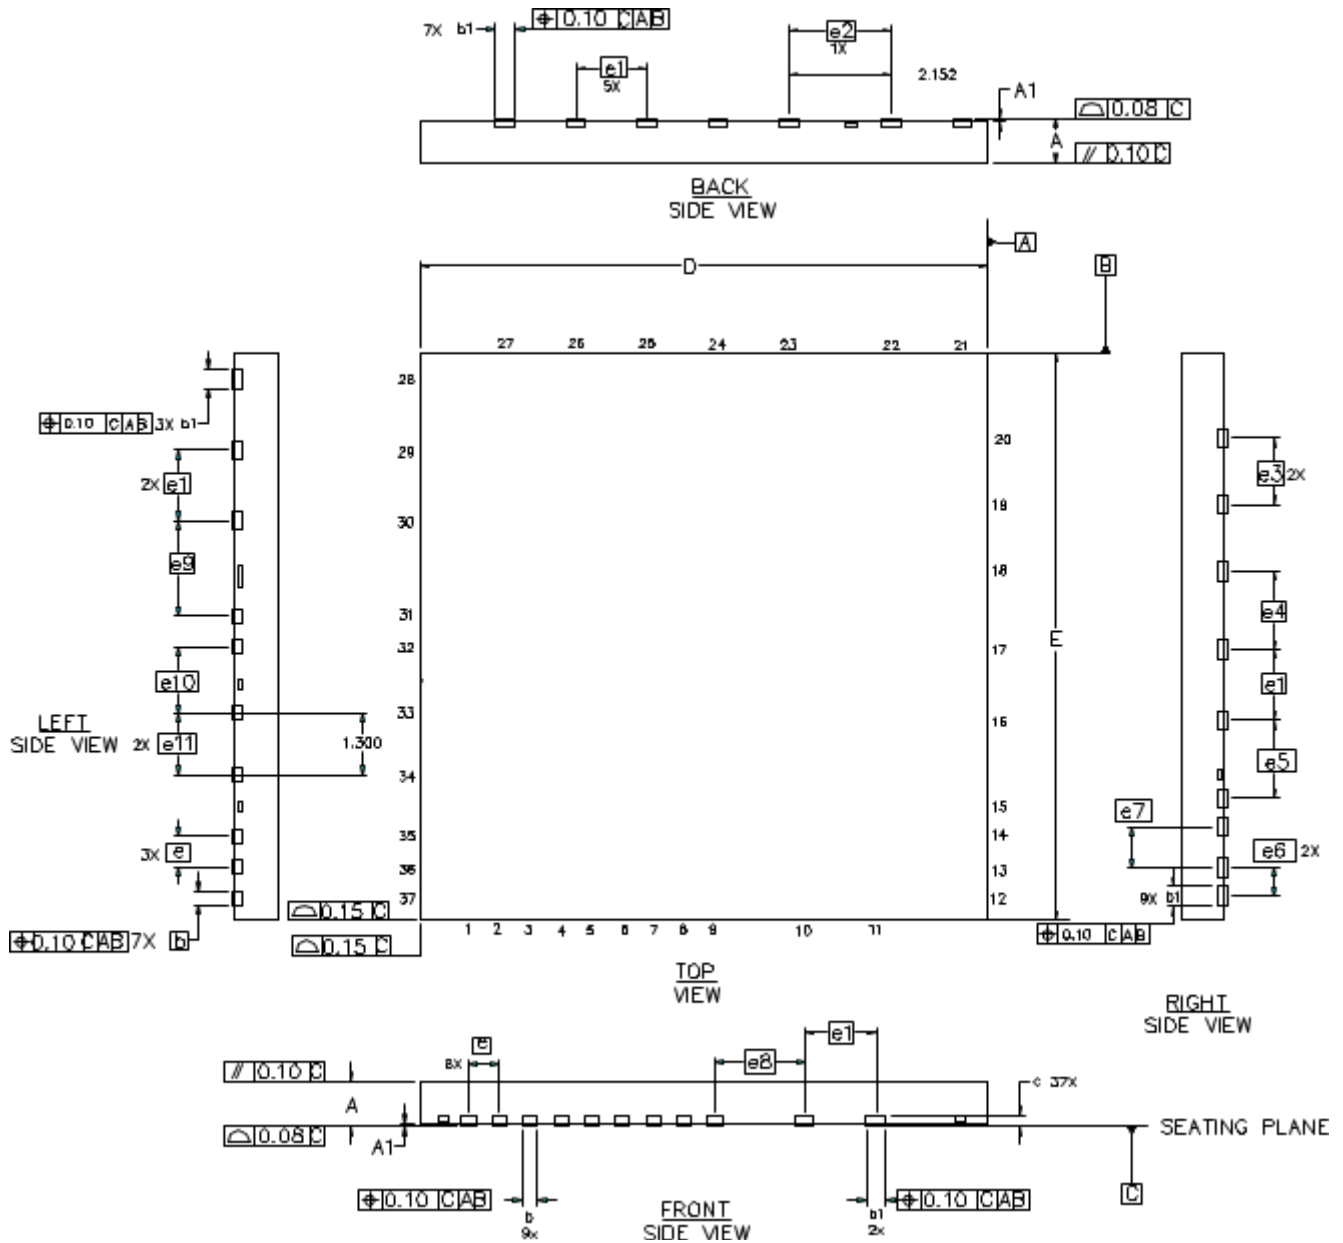 7X b1
⌖ 0.10 C A B
e2
1X
2.152
e1
5X
A1
⌓ 0.08 C
A
// 0.10 C
BACK
SIDE VIEW
A
D
B
27 26 25 24 23 22 21
28
⌖ 0.10 C A B 3X b1
29
2X e1
30
e9
31
32
e10
33
LEFT
SIDE VIEW
2X e11
1.300
34
35
3X e
36
37
⌖ 0.10 C A B 7X b
⌓ 0.15 C
⌓ 0.15 C
E
20
19
18
17
16
15
14
13
12
e3 2X
e4
e1
e5
e7
e6 2X
9X b1
⌖ 0.10 C A B
1 2 3 4 5 6 7 8 9 10 11
TOP
VIEW
RIGHT
SIDE VIEW
// 0.10 C
A
⌓ 0.08 C
A1
8X e
e8
e1
c 37X
SEATING PLANE
C
⌖ 0.10 C A B
b
9x
FRONT
SIDE VIEW
b1
2x
⌖ 0.10 C A B